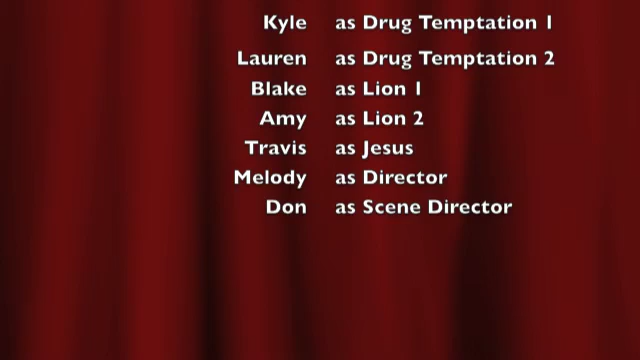 Kyle as Drug Temptation 1
Lauren as Drug Temptation 2
Blake as Lion 1
Amy as Lion 2
Travis as Jesus
Melody as Director
Don as Scene Director